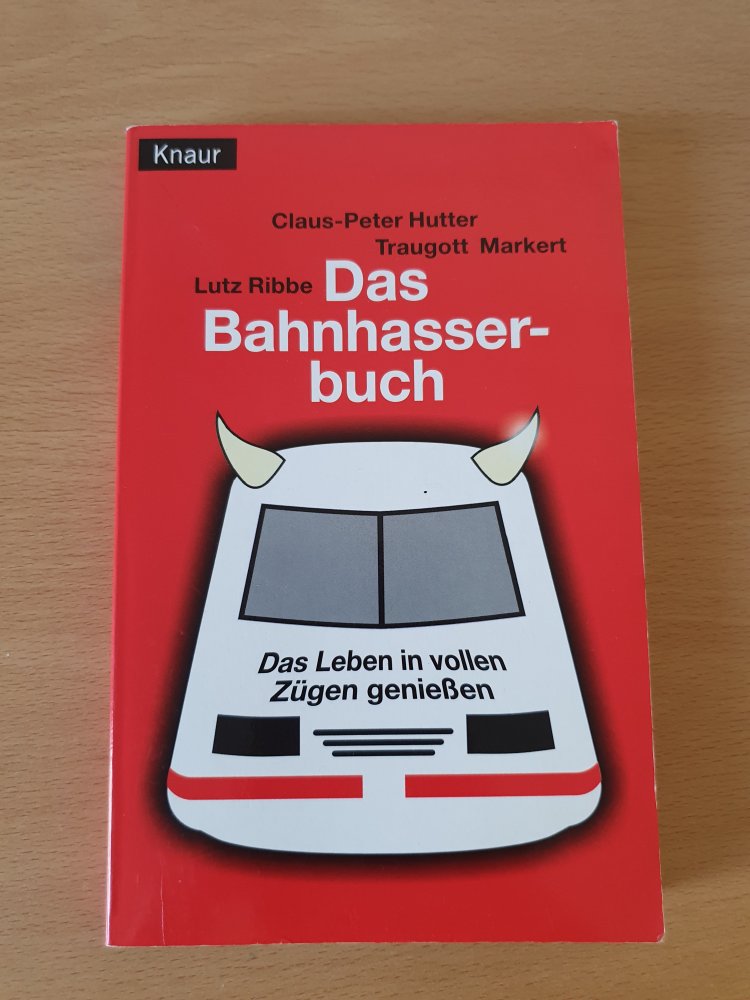 Knaur
Claus-Peter Hutter
Traugott Markert
Lutz Ribbe
Das
Bahnhasser-
buch
Das Leben in vollen
Zügen genießen